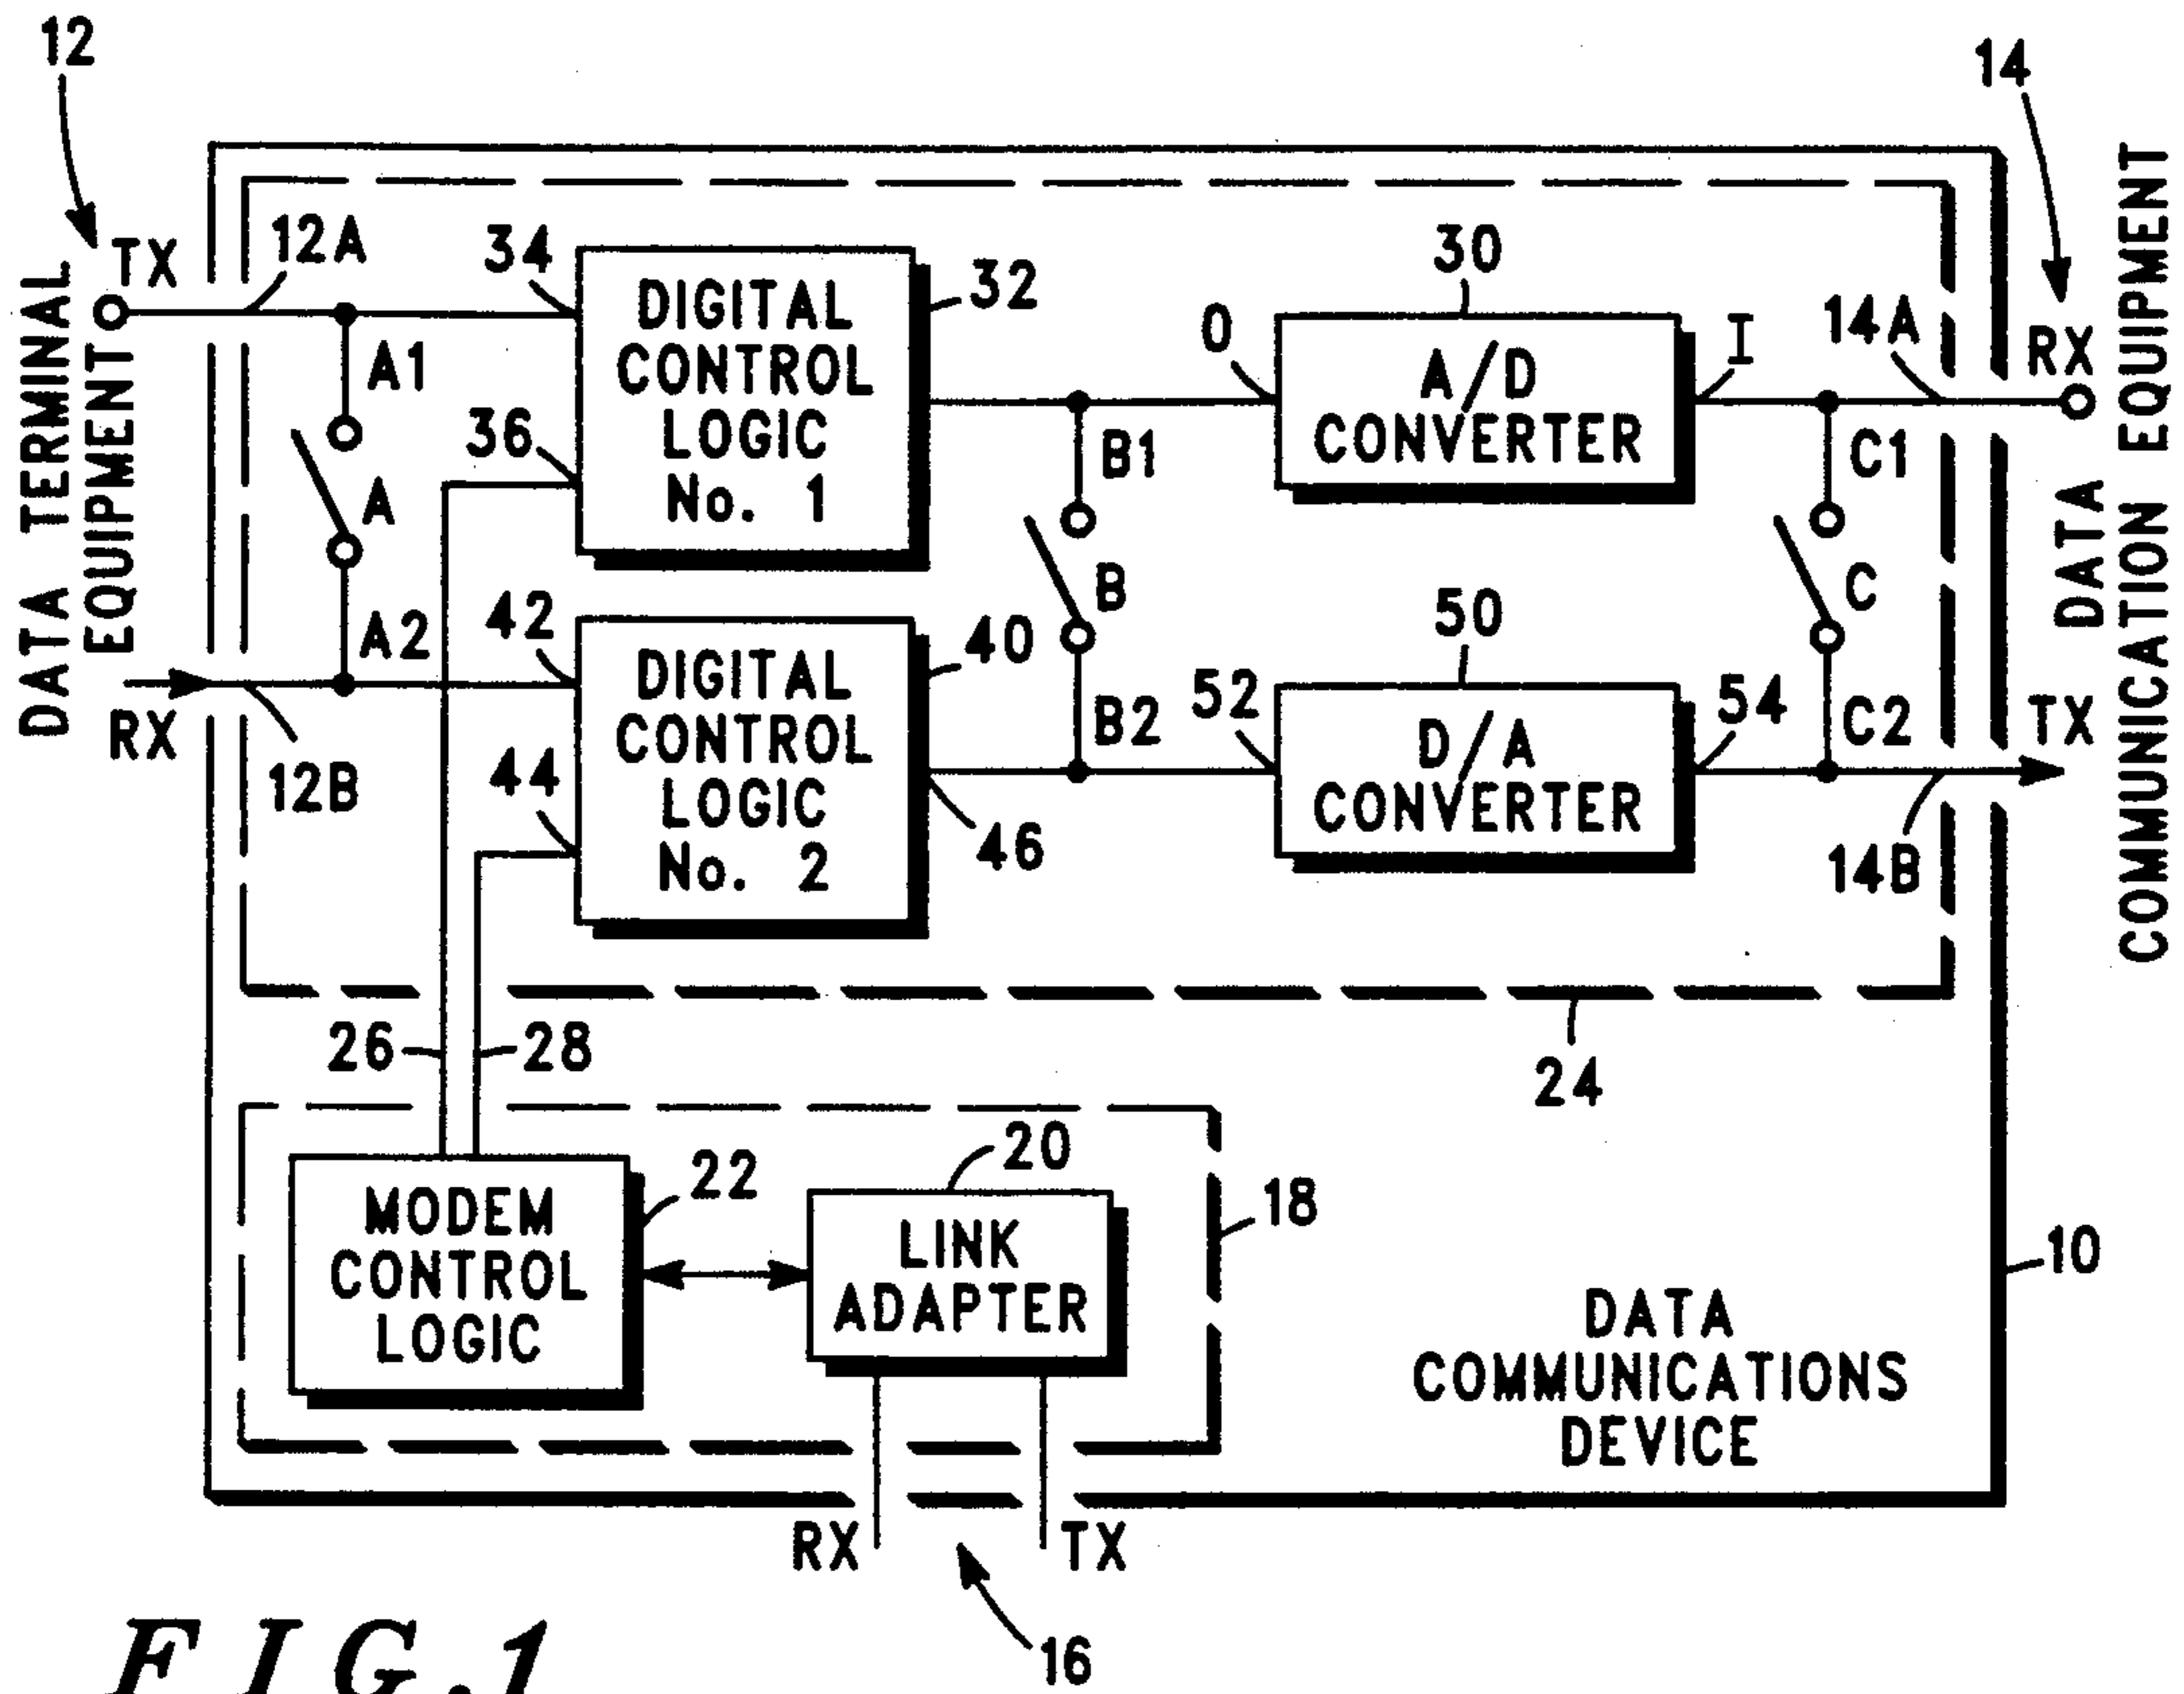 12
14
DATA TERMINAL
EQUIPMENT
TX
12A
34
DIGITAL
CONTROL
LOGIC
No. 1
32
30
O
A/D
CONVERTER
I
14A
RX
DATA
COMMUNICATION EQUIPMENT
A1
36
A
B1
C1
B
C
A2
42
40
50
RX
12B
DIGITAL
CONTROL
LOGIC
No. 2
44
46
B2
52
D/A
CONVERTER
54
C2
TX
14B
26
28
24
MODEM
CONTROL
LOGIC
22
20
LINK
ADAPTER
18
10
DATA
COMMUNICATIONS
DEVICE
RX
TX
16
FIG.1